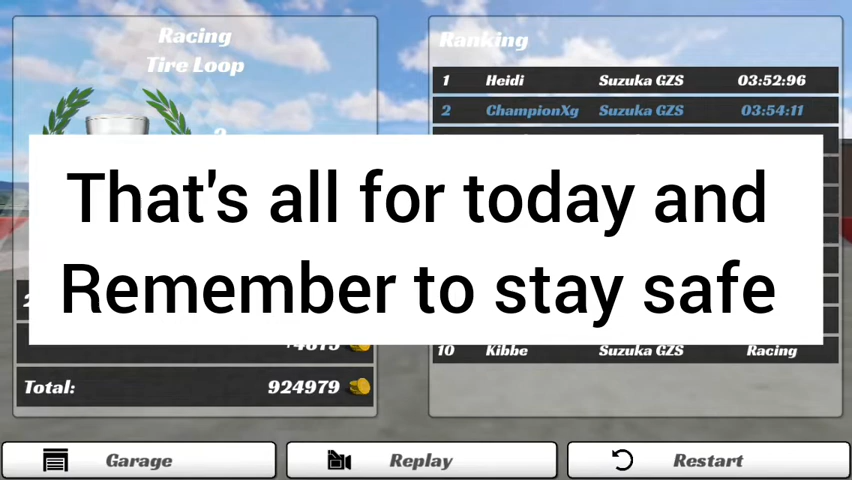 Racing
Tire Loop
Ranking
1 Heidi Suzuka GZS 03:52:96
2 ChampionXg Suzuka GZS 03:54:11
That's all for today and
Remember to stay safe
10 Kibbe Suzuka GZS Racing
Total: 924979
Garage Replay Restart